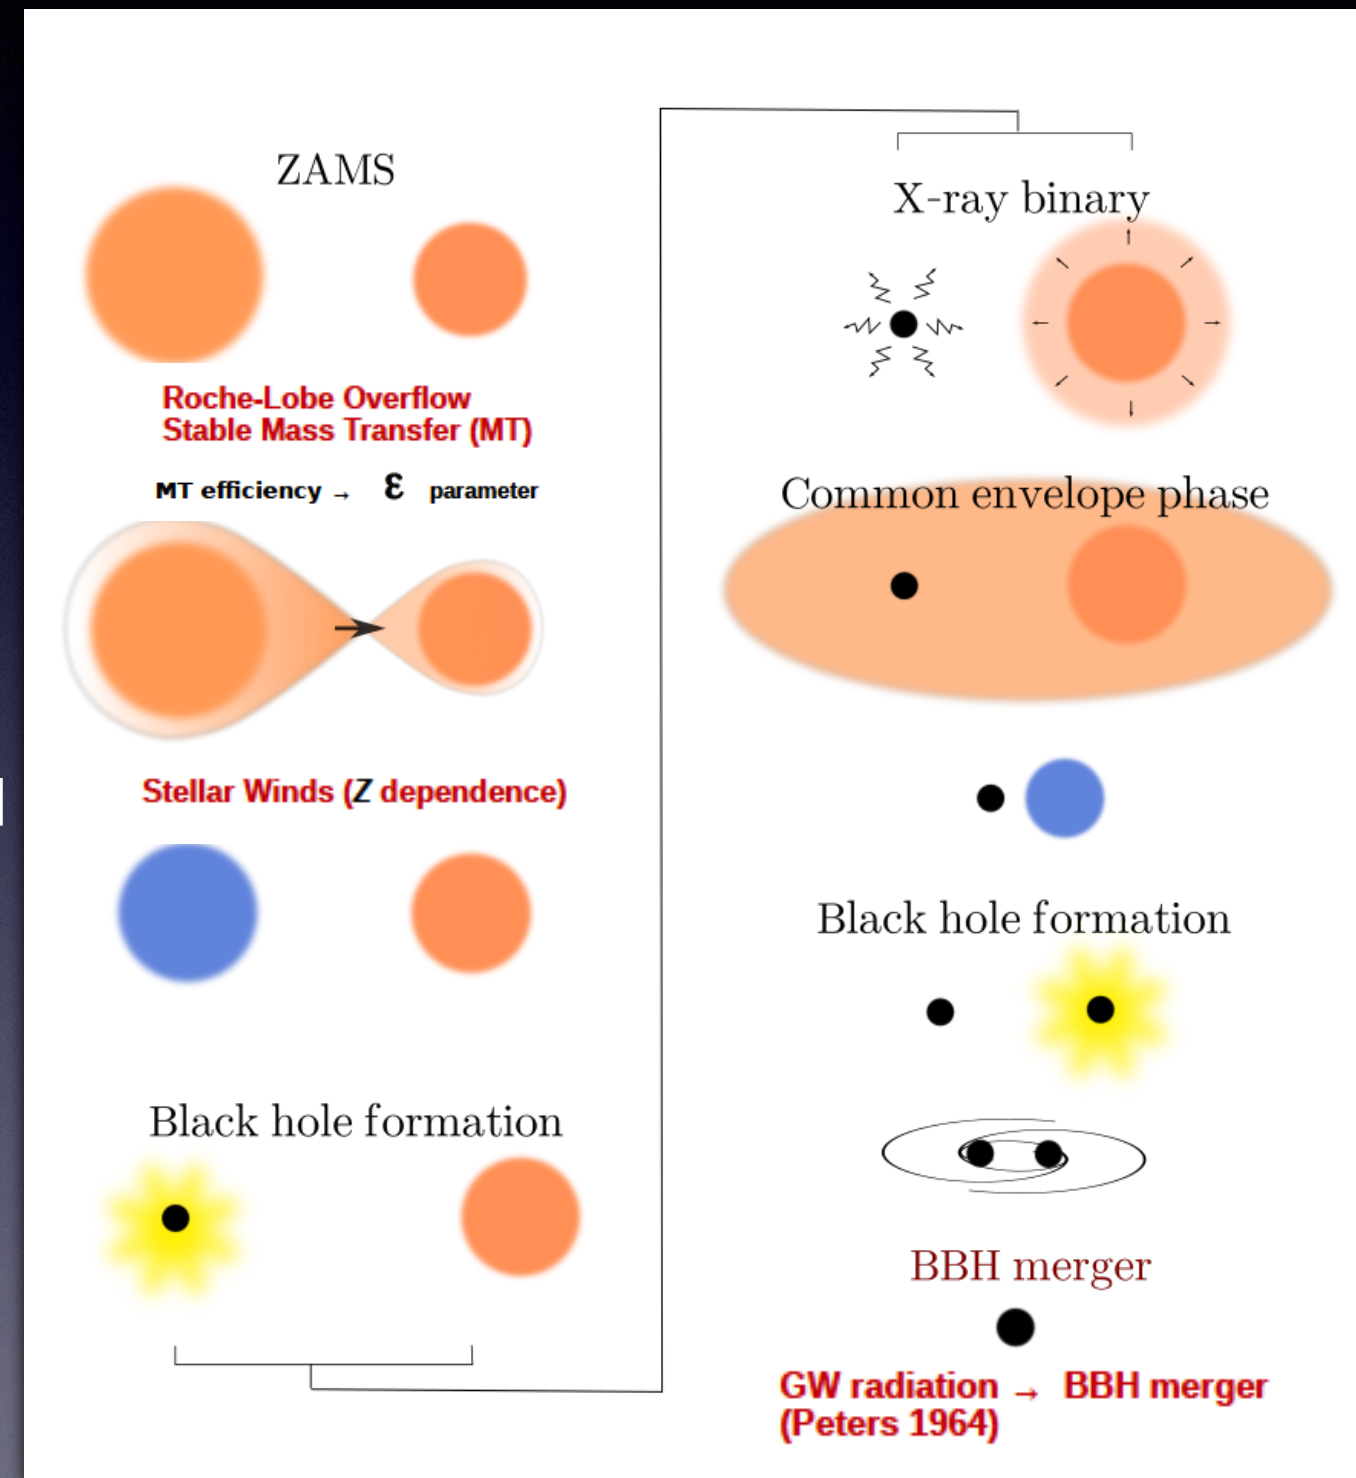 ZAMS
Roche-Lobe Overflow
Stable Mass Transfer (MT)
MT efficiency → ε parameter
Stellar Winds (Z dependence)
Black hole formation
X-ray binary
Common envelope phase
Black hole formation
BBH merger
GW radiation → BBH merger
(Peters 1964)